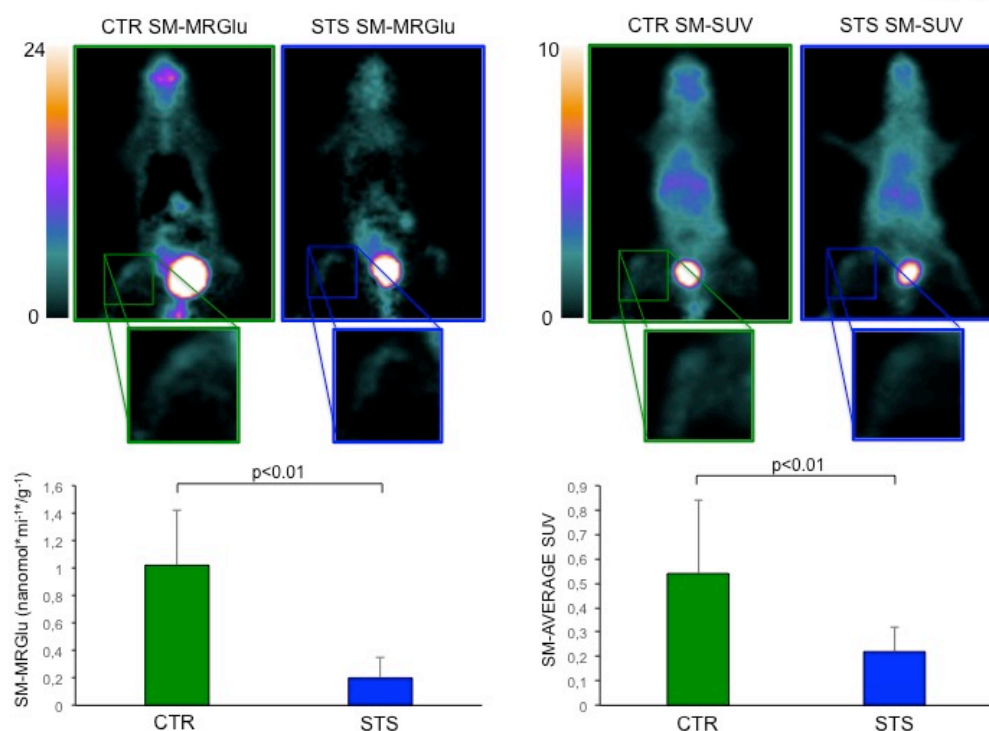 CTR SM-MRGlu STS SM-MRGlu
24
0
CTR SM-SUV STS SM-SUV
10
0
p<0.01
SM-MRGlu (nanomol*mi⁻¹*/g⁻¹)
1,6
1,4
1,2
1
0,8
0,6
0,4
0,2
0
CTR STS
p<0.01
SM-AVERAGE SUV
0,9
0,8
0,7
0,6
0,5
0,4
0,3
0,2
0,1
0
CTR STS